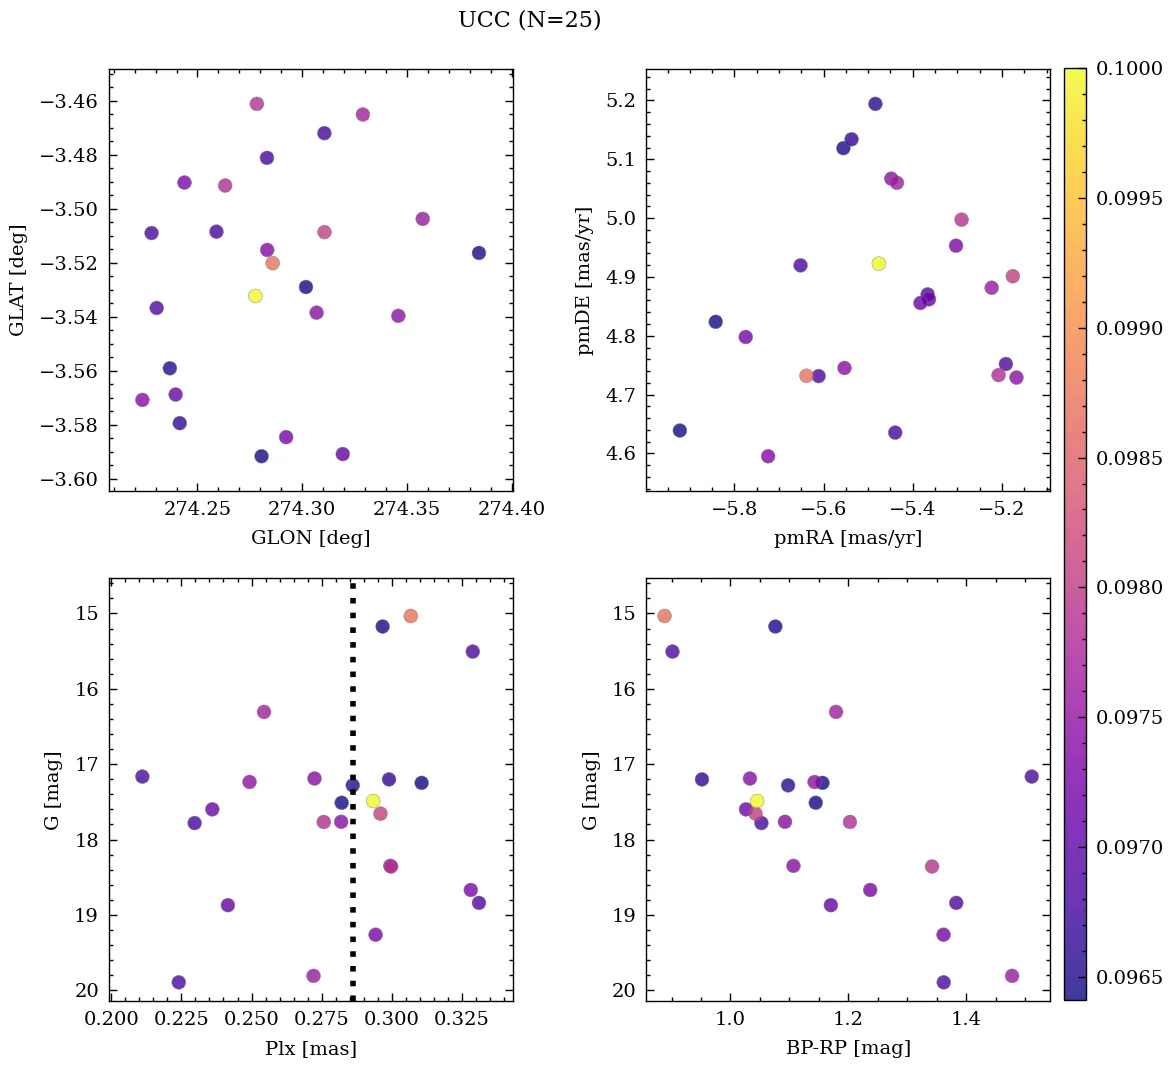 UCC (N=25)
−3.46
−3.48
−3.50
−3.52
−3.54
−3.56
−3.58
−3.60
GLAT [deg]
274.25 274.30 274.35 274.40
GLON [deg]
5.2
5.1
5.0
4.9
4.8
4.7
4.6
pmDE [mas/yr]
−5.8 −5.6 −5.4 −5.2
pmRA [mas/yr]
15
16
17
18
19
20
G [mag]
0.200 0.225 0.250 0.275 0.300 0.325
Plx [mas]
15
16
17
18
19
20
G [mag]
1.0 1.2 1.4
BP-RP [mag]
0.1000
0.0995
0.0990
0.0985
0.0980
0.0975
0.0970
0.0965